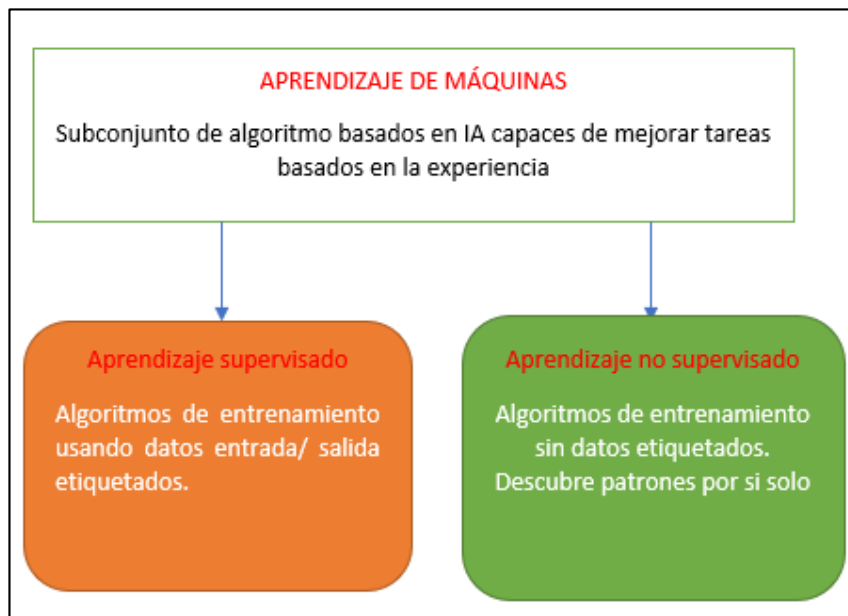 APRENDIZAJE DE MÁQUINAS
Subconjunto de algoritmo basados en IA capaces de mejorar tareas
basados en la experiencia
Aprendizaje supervisado
Algoritmos de entrenamiento
usando datos entrada/ salida
etiquetados.
Aprendizaje no supervisado
Algoritmos de entrenamiento
sin datos etiquetados.
Descubre patrones por si solo